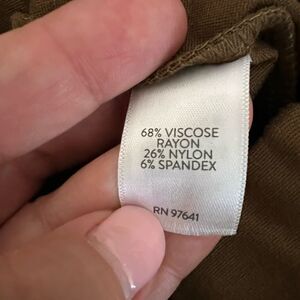 68% VISCOSE
RAYON
26% NYLON
6% SPANDEX
RN 97641